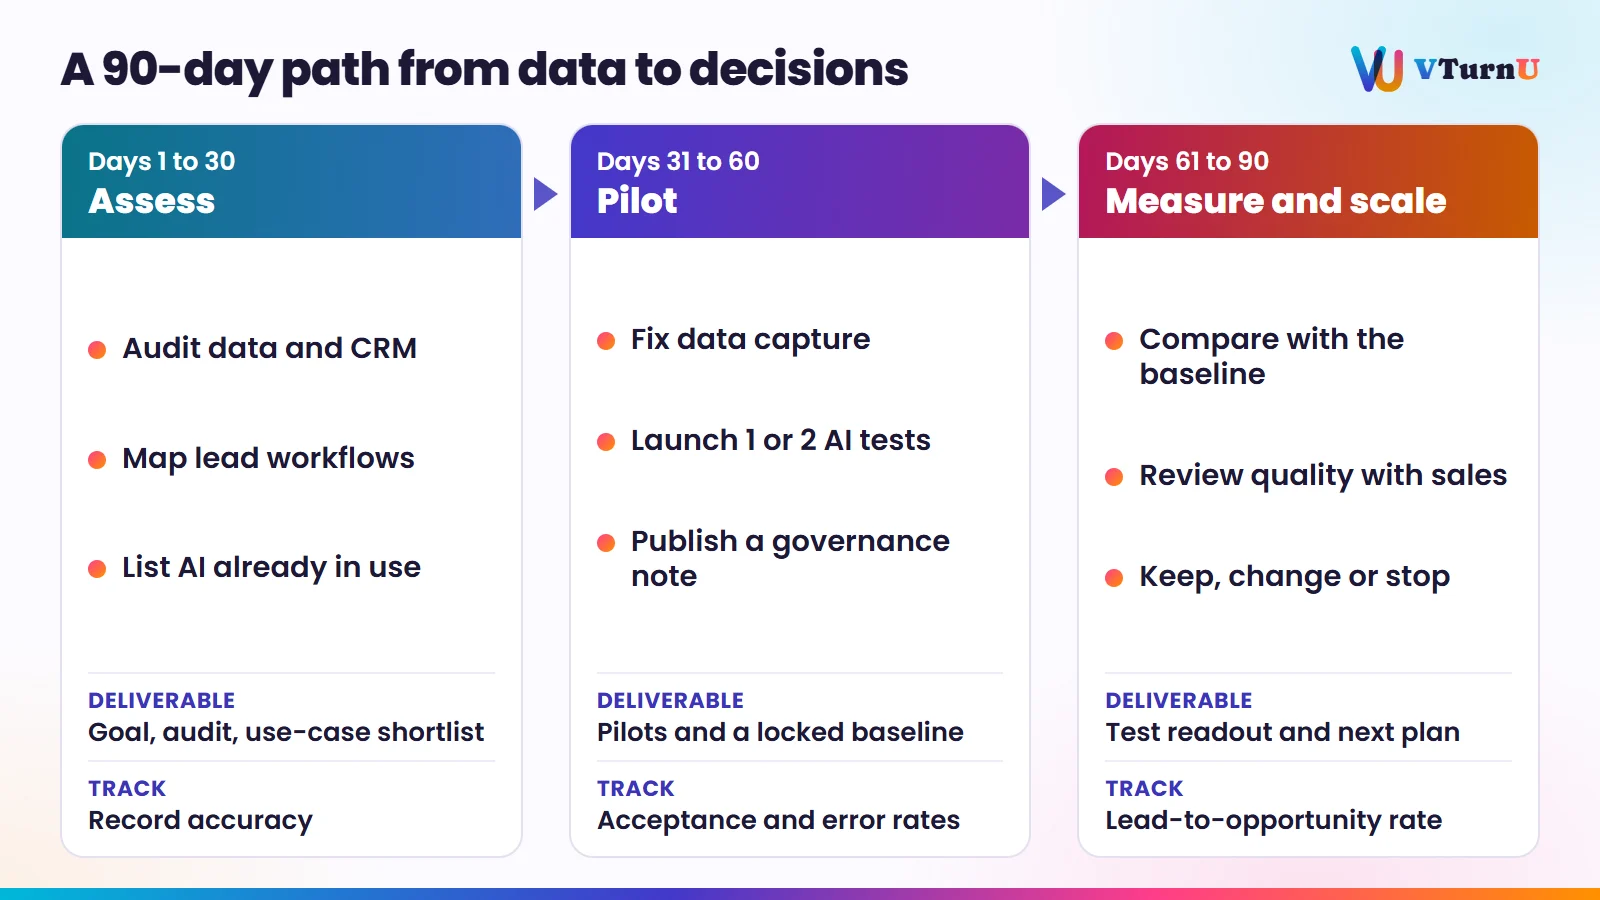 A 90-day path from data to decisions
VTurnU
Days 1 to 30
Assess
Audit data and CRM
Map lead workflows
List AI already in use
DELIVERABLE
Goal, audit, use-case shortlist
TRACK
Record accuracy
Days 31 to 60
Pilot
Fix data capture
Launch 1 or 2 AI tests
Publish a governance
note
DELIVERABLE
Pilots and a locked baseline
TRACK
Acceptance and error rates
Days 61 to 90
Measure and scale
Compare with the
baseline
Review quality with sales
Keep, change or stop
DELIVERABLE
Test readout and next plan
TRACK
Lead-to-opportunity rate